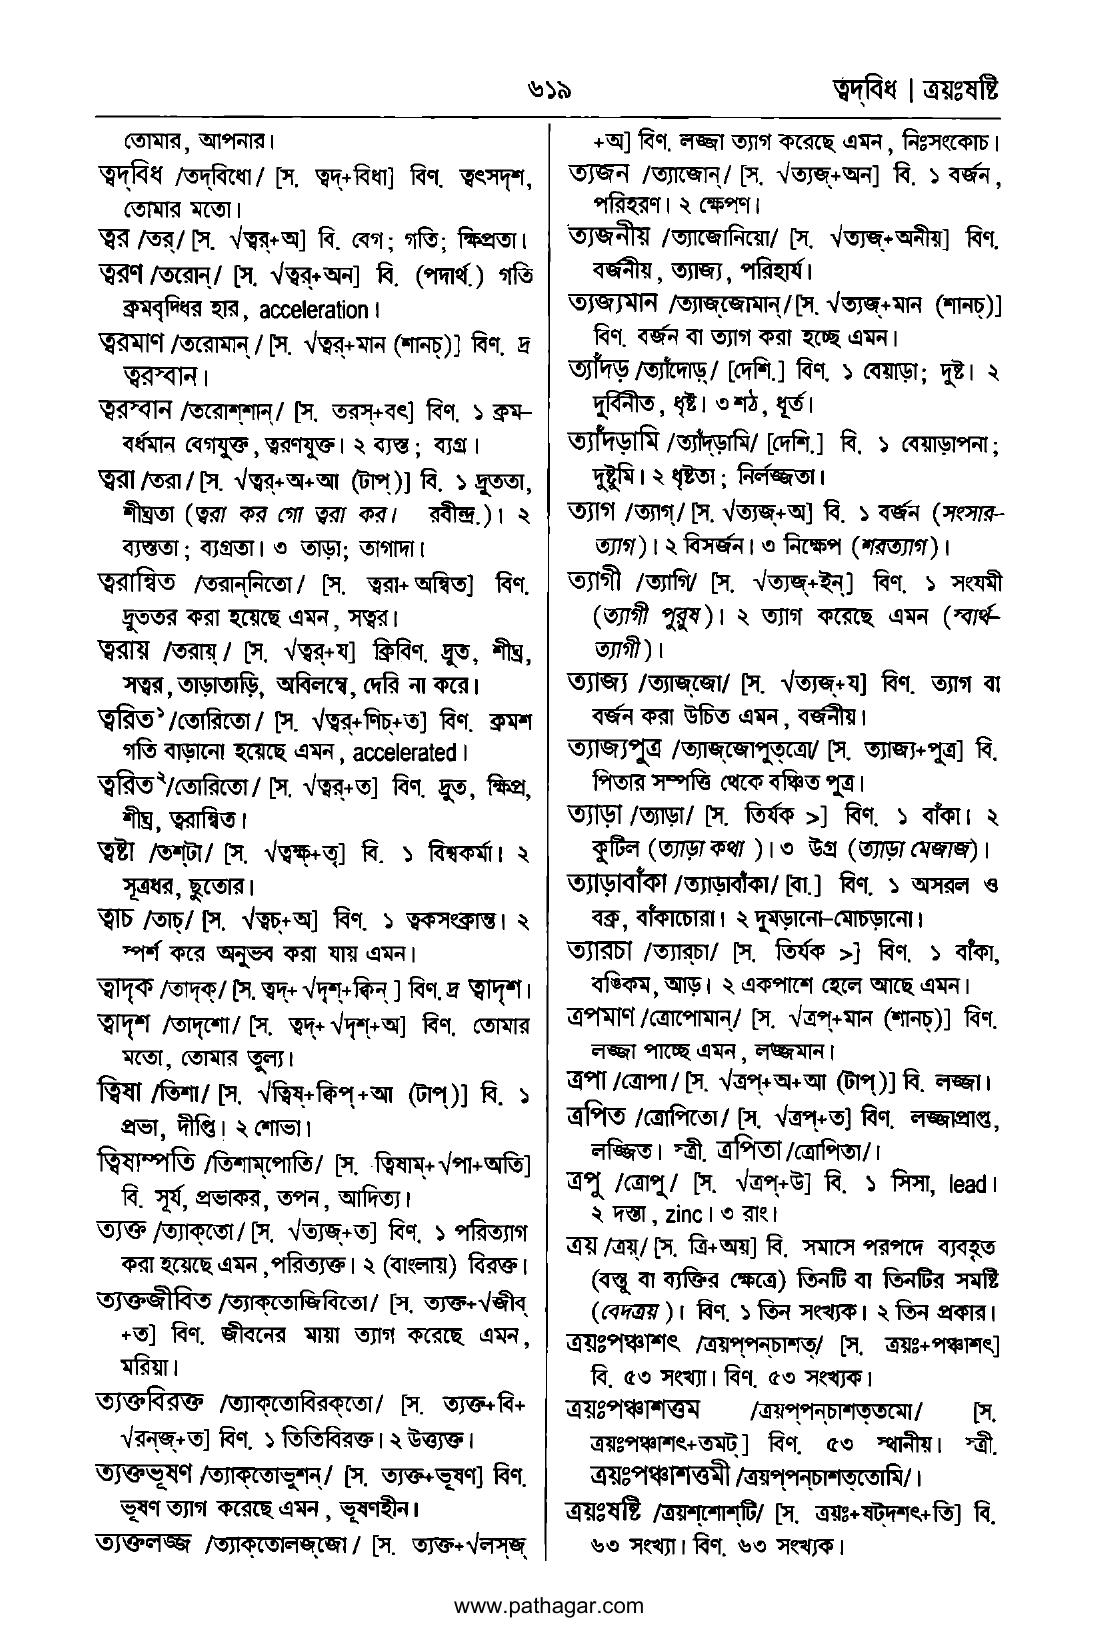 ৬১৯
ত্বদ্‌বিধ | ত্রয়ঃষষ্টি
তোমার, আপনার।
ত্বদ্‌বিধ /তদ্‌বিধো/ [স. ত্বদ্+বিধা] বিণ. ত্বৎসদৃশ,
তোমার মতো।
ত্বর /তর্/ [স. √ত্বর্+অ] বি. বেগ; গতি; ক্ষিপ্রতা।
ত্বরণ /তরোন্/ [স. √ত্বর্+অন] বি. (পদার্থ.) গতি
ক্রমবৃদ্ধির হার, acceleration।
ত্বরমাণ /তরোমান্/ [স. √ত্বর্+মান (শানচ্)] বিণ. দ্র
ত্বরস্বান।
ত্বরস্বান /তরোশ্শান্/ [স. তরস্+বৎ] বিণ. ১ ক্রম-
বর্ধমান বেগযুক্ত, ত্বরণযুক্ত। ২ ব্যস্ত; ব্যগ্র।
ত্বরা /তরা/ [স. √ত্বর্+অ+আ (টাপ্)] বি. ১ দ্রুততা,
শীঘ্রতা (ত্বরা কর গো ত্বরা কর। রবীন্দ্র.)। ২
ব্যস্ততা; ব্যগ্রতা। ৩ তাড়া; তাগাদা।
ত্বরান্বিত /তরান্‌নিতো/ [স. ত্বরা+অন্বিত] বিণ.
দ্রুততর করা হয়েছে এমন, সত্বর।
ত্বরায় /তরায়্/ [স. √ত্বর্+য] ক্রিবিণ. দ্রুত, শীঘ্র,
সত্বর, তাড়াতাড়ি, অবিলম্বে, দেরি না করে।
ত্বরিত১ /তোরিতো/ [স. √ত্বর্+ণিচ্+ত] বিণ. ক্রমশ
গতি বাড়ানো হয়েছে এমন, accelerated।
ত্বরিত২ /তোরিতো/ [স. √ত্বর্+ত] বিণ. দ্রুত, ক্ষিপ্র,
শীঘ্র, ত্বরান্বিত।
ত্বষ্টা /তশ্‌টা/ [স. √ত্বক্ষ্+তৃ] বি. ১ বিশ্বকর্মা। ২
সূত্রধর, ছুতোর।
ত্বাচ /তাচ্/ [স. √ত্বচ্+অ] বিণ. ১ ত্বকসংক্রান্ত। ২
স্পর্শ করে অনুভব করা যায় এমন।
ত্বাদৃক /তাদৃক্/ [স. ত্বদ্+√দৃশ্+ক্বিন্ ] বিণ. দ্র ত্বাদৃশ।
ত্বাদৃশ /তাদৃশো/ [স. ত্বদ্+√দৃশ্+অ] বিণ. তোমার
মতো, তোমার তুল্য।
ত্বিষা /তিশা/ [স. √ত্বিষ্+ক্বিপ্+আ (টাপ্)] বি. ১
প্রভা, দীপ্তি। ২ শোভা।
ত্বিষাম্পতি /তিশাম্‌পোতি/ [স. ত্বিষাম্+√পা+অতি]
বি. সূর্য, প্রভাকর, তপন, আদিত্য।
ত্যক্ত /ত্যাক্‌তো/ [স. √ত্যজ্+ত] বিণ. ১ পরিত্যাগ
করা হয়েছে এমন, পরিত্যক্ত। ২ (বাংলায়) বিরক্ত।
ত্যক্তজীবিত /ত্যাক্‌তোজিবিতো/ [স. ত্যক্ত+√জীব্
+ত] বিণ. জীবনের মায়া ত্যাগ করেছে এমন,
মরিয়া।
ত্যক্তবিরক্ত /ত্যাক্‌তোবিরক্‌তো/ [স. ত্যক্ত+বি+
√রন্‌জ্+ত] বিণ. ১ তিতিবিরক্ত। ২ উত্ত্যক্ত।
ত্যক্তভূষণ /ত্যাক্‌তোভুশন্/ [স. ত্যক্ত+ভূষণ] বিণ.
ভূষণ ত্যাগ করেছে এমন, ভূষণহীন।
ত্যক্তলজ্জ /ত্যাক্‌তোলজ্‌জো/ [স. ত্যক্ত+√লস্‌জ্
+অ] বিণ. লজ্জা ত্যাগ করেছে এমন, নিঃসংকোচ।
ত্যজন /ত্যাজোন্/ [স. √ত্যজ্+অন] বি. ১ বর্জন,
পরিহরণ। ২ ক্ষেপণ।
ত্যজনীয় /ত্যাজোনিয়ো/ [স. √ত্যজ্+অনীয়] বিণ.
বর্জনীয়, ত্যাজ্য, পরিহার্য।
ত্যজ্যমান /ত্যাজ্‌জোমান্/ [স. √ত্যজ্+মান (শানচ্)]
বিণ. বর্জন বা ত্যাগ করা হচ্ছে এমন।
ত্যাঁদড় /ত্যাঁদোড়্/ [দেশি.] বিণ. ১ বেয়াড়া; দুষ্ট। ২
দুর্বিনীত, ধৃষ্ট। ৩ শঠ, ধূর্ত।
ত্যাঁদড়ামি /ত্যাঁদ্‌ড়ামি/ [দেশি.] বি. ১ বেয়াড়াপনা;
দুষ্টুমি। ২ ধৃষ্টতা; নির্লজ্জতা।
ত্যাগ /ত্যাগ্/ [স. √ত্যজ্+অ] বি. ১ বর্জন (সংসার-
ত্যাগ)। ২ বিসর্জন। ৩ নিক্ষেপ (শরত্যাগ)।
ত্যাগী /ত্যাগি/ [স. √ত্যজ্+ইন্] বিণ. ১ সংযমী
(ত্যাগী পুরুষ)। ২ ত্যাগ করেছে এমন (স্বার্থ-
ত্যাগী)।
ত্যাজ্য /ত্যাজ্‌জো/ [স. √ত্যজ্+য] বিণ. ত্যাগ বা
বর্জন করা উচিত এমন, বর্জনীয়।
ত্যাজ্যপুত্র /ত্যাজ্‌জোপুত্‌ত্রো/ [স. ত্যাজ্য+পুত্র] বি.
পিতার সম্পত্তি থেকে বঞ্চিত পুত্র।
ত্যাড়া /ত্যাড়া/ [স. তির্যক >] বিণ. ১ বাঁকা। ২
কুটিল (ত্যাড়া কথা )। ৩ উগ্র (ত্যাড়া মেজাজ)।
ত্যাড়াবাঁকা /ত্যাড়াবাঁকা/ [বা.] বিণ. ১ অসরল ও
বক্র, বাঁকাচোরা। ২ দুমড়ানো-মোচড়ানো।
ত্যারচা /ত্যার্‌চা/ [স. তির্যক >] বিণ. ১ বাঁকা,
বঙ্কিম, আড়। ২ একপাশে হেলে আছে এমন।
ত্রপমাণ /ত্রোপোমান্/ [স. √ত্রপ্+মান (শানচ্)] বিণ.
লজ্জা পাচ্ছে এমন, লজ্জমান।
ত্রপা /ত্রোপা/ [স. √ত্রপ্+অ+আ (টাপ্)] বি. লজ্জা।
ত্রপিত /ত্রোপিতো/ [স. √ত্রপ্+ত] বিণ. লজ্জাপ্রাপ্ত,
লজ্জিত। স্ত্রী. ত্রপিতা /ত্রোপিতা/।
ত্রপু /ত্রোপু/ [স. √ত্রপ্+উ] বি. ১ সিসা, lead।
২ দস্তা, zinc। ৩ রাং।
ত্রয় /ত্রয়্/ [স. ত্রি+অয়] বি. সমাসে পরপদে ব্যবহৃত
(বস্তু বা ব্যক্তির ক্ষেত্রে) তিনটি বা তিনটির সমষ্টি
(বেদত্রয়)। বিণ. ১ তিন সংখ্যক। ২ তিন প্রকার।
ত্রয়ঃপঞ্চাশৎ /ত্রয়প্‌পন্‌চাশত্/ [স. ত্রয়ঃ+পঞ্চাশৎ]
বি. ৫৩ সংখ্যা। বিণ. ৫৩ সংখ্যক।
ত্রয়ঃপঞ্চাশত্তম /ত্রয়প্‌পন্‌চাশত্‌তমো/ [স.
ত্রয়ঃপঞ্চাশৎ+তমট্] বিণ. ৫৩ স্থানীয়। স্ত্রী.
ত্রয়ঃপঞ্চাশত্তমী /ত্রয়প্‌পন্‌চাশত্‌তোমি/।
ত্রয়ঃষষ্টি /ত্রয়শ্‌শোশ্‌টি/ [স. ত্রয়ঃ+ষট্‌দশৎ+তি] বি.
৬৩ সংখ্যা। বিণ. ৬৩ সংখ্যক।
www.pathagar.com